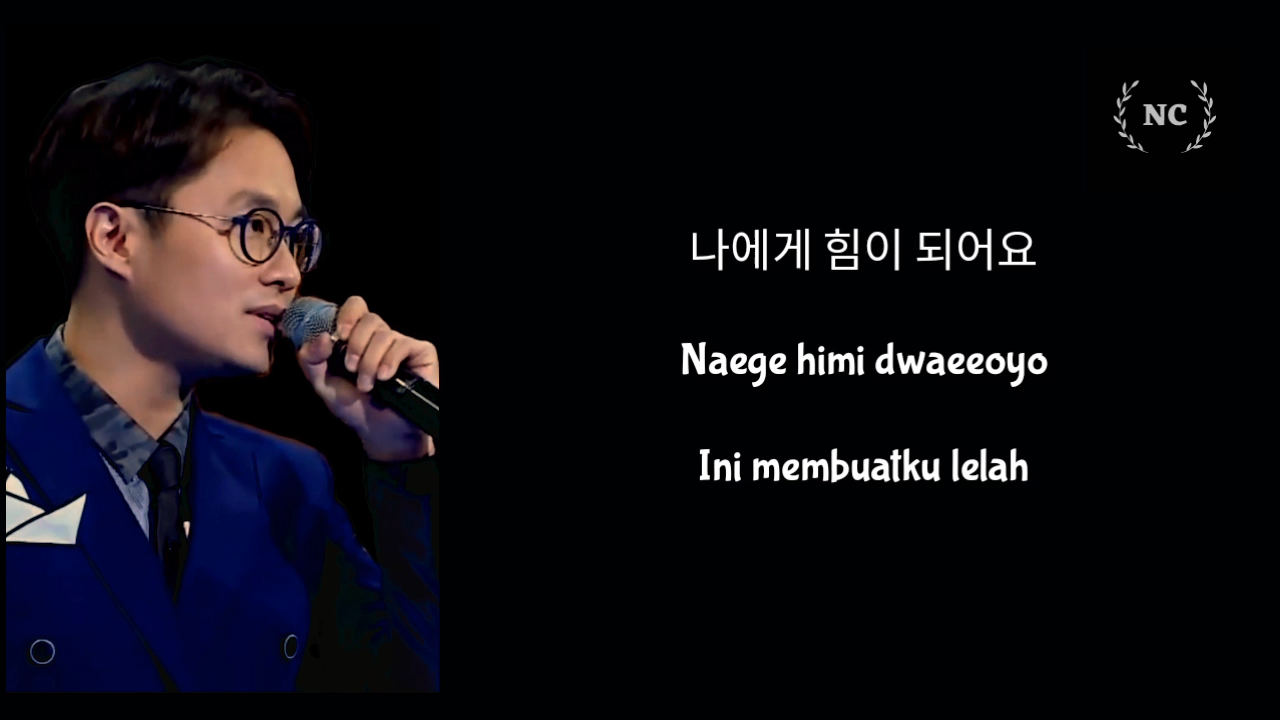 NC
나에게 힘이 되어요
Naege himi dwaeeoyo
Ini membuatku lelah